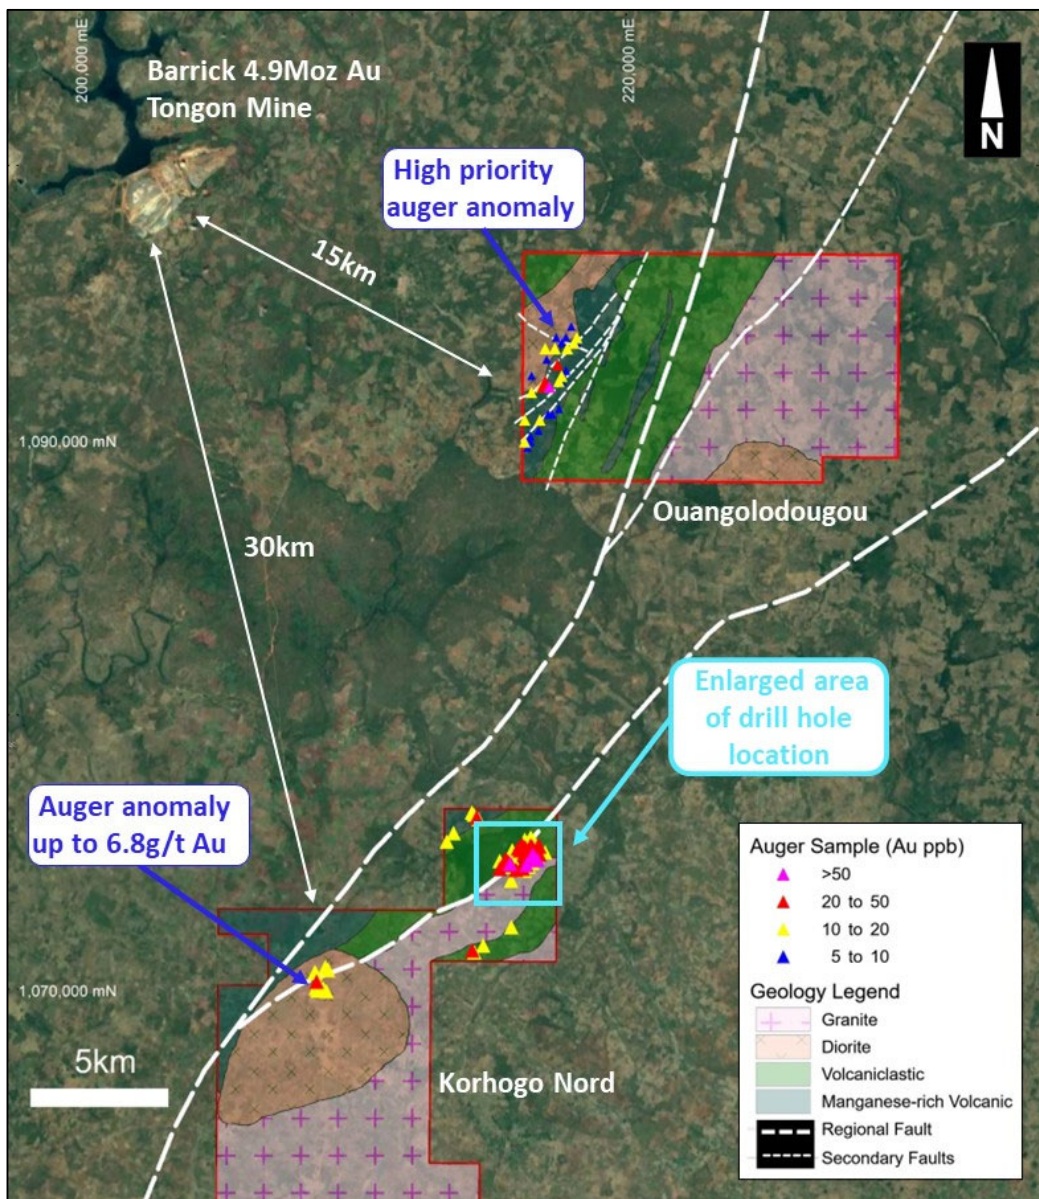 200,000 mE
220,000 mE
Barrick 4.9Moz Au
Tongon Mine
N
High priority
auger anomaly
15km
1,090,000 mN
Ouangolodougou
30km
Enlarged area
of drill hole
location
Auger anomaly
up to 6.8g/t Au
1,070,000 mN
5km
Korhogo Nord
Auger Sample (Au ppb)
>50
20 to 50
10 to 20
5 to 10
Geology Legend
Granite
Diorite
Volcaniclastic
Manganese-rich Volcanic
Regional Fault
Secondary Faults